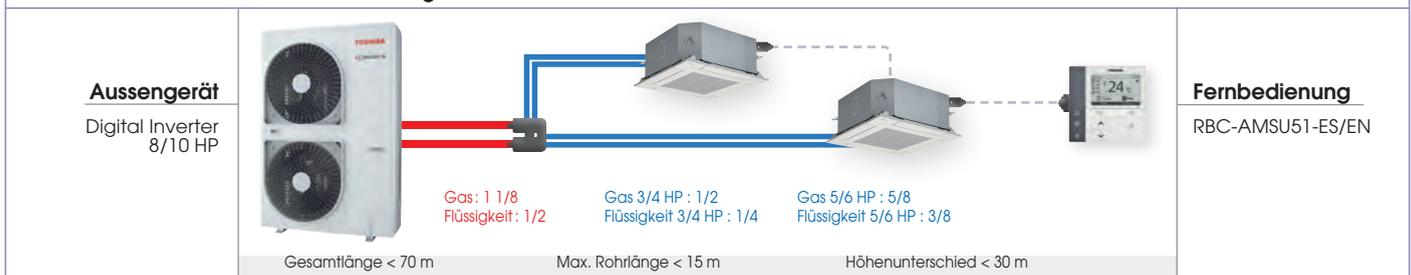 TOSHIBA
Aussengerät
Digital Inverter
8/10 HP
24
Fernbedienung
RBC-AMSU51-ES/EN
Gas : 1 1/8
Flüssigkeit : 1/2
Gas 3/4 HP : 1/2
Flüssigkeit 3/4 HP : 1/4
Gas 5/6 HP : 5/8
Flüssigkeit 5/6 HP : 3/8
Gesamtlänge < 70 m
Max. Rohrlänge < 15 m
Höhenunterschied < 30 m